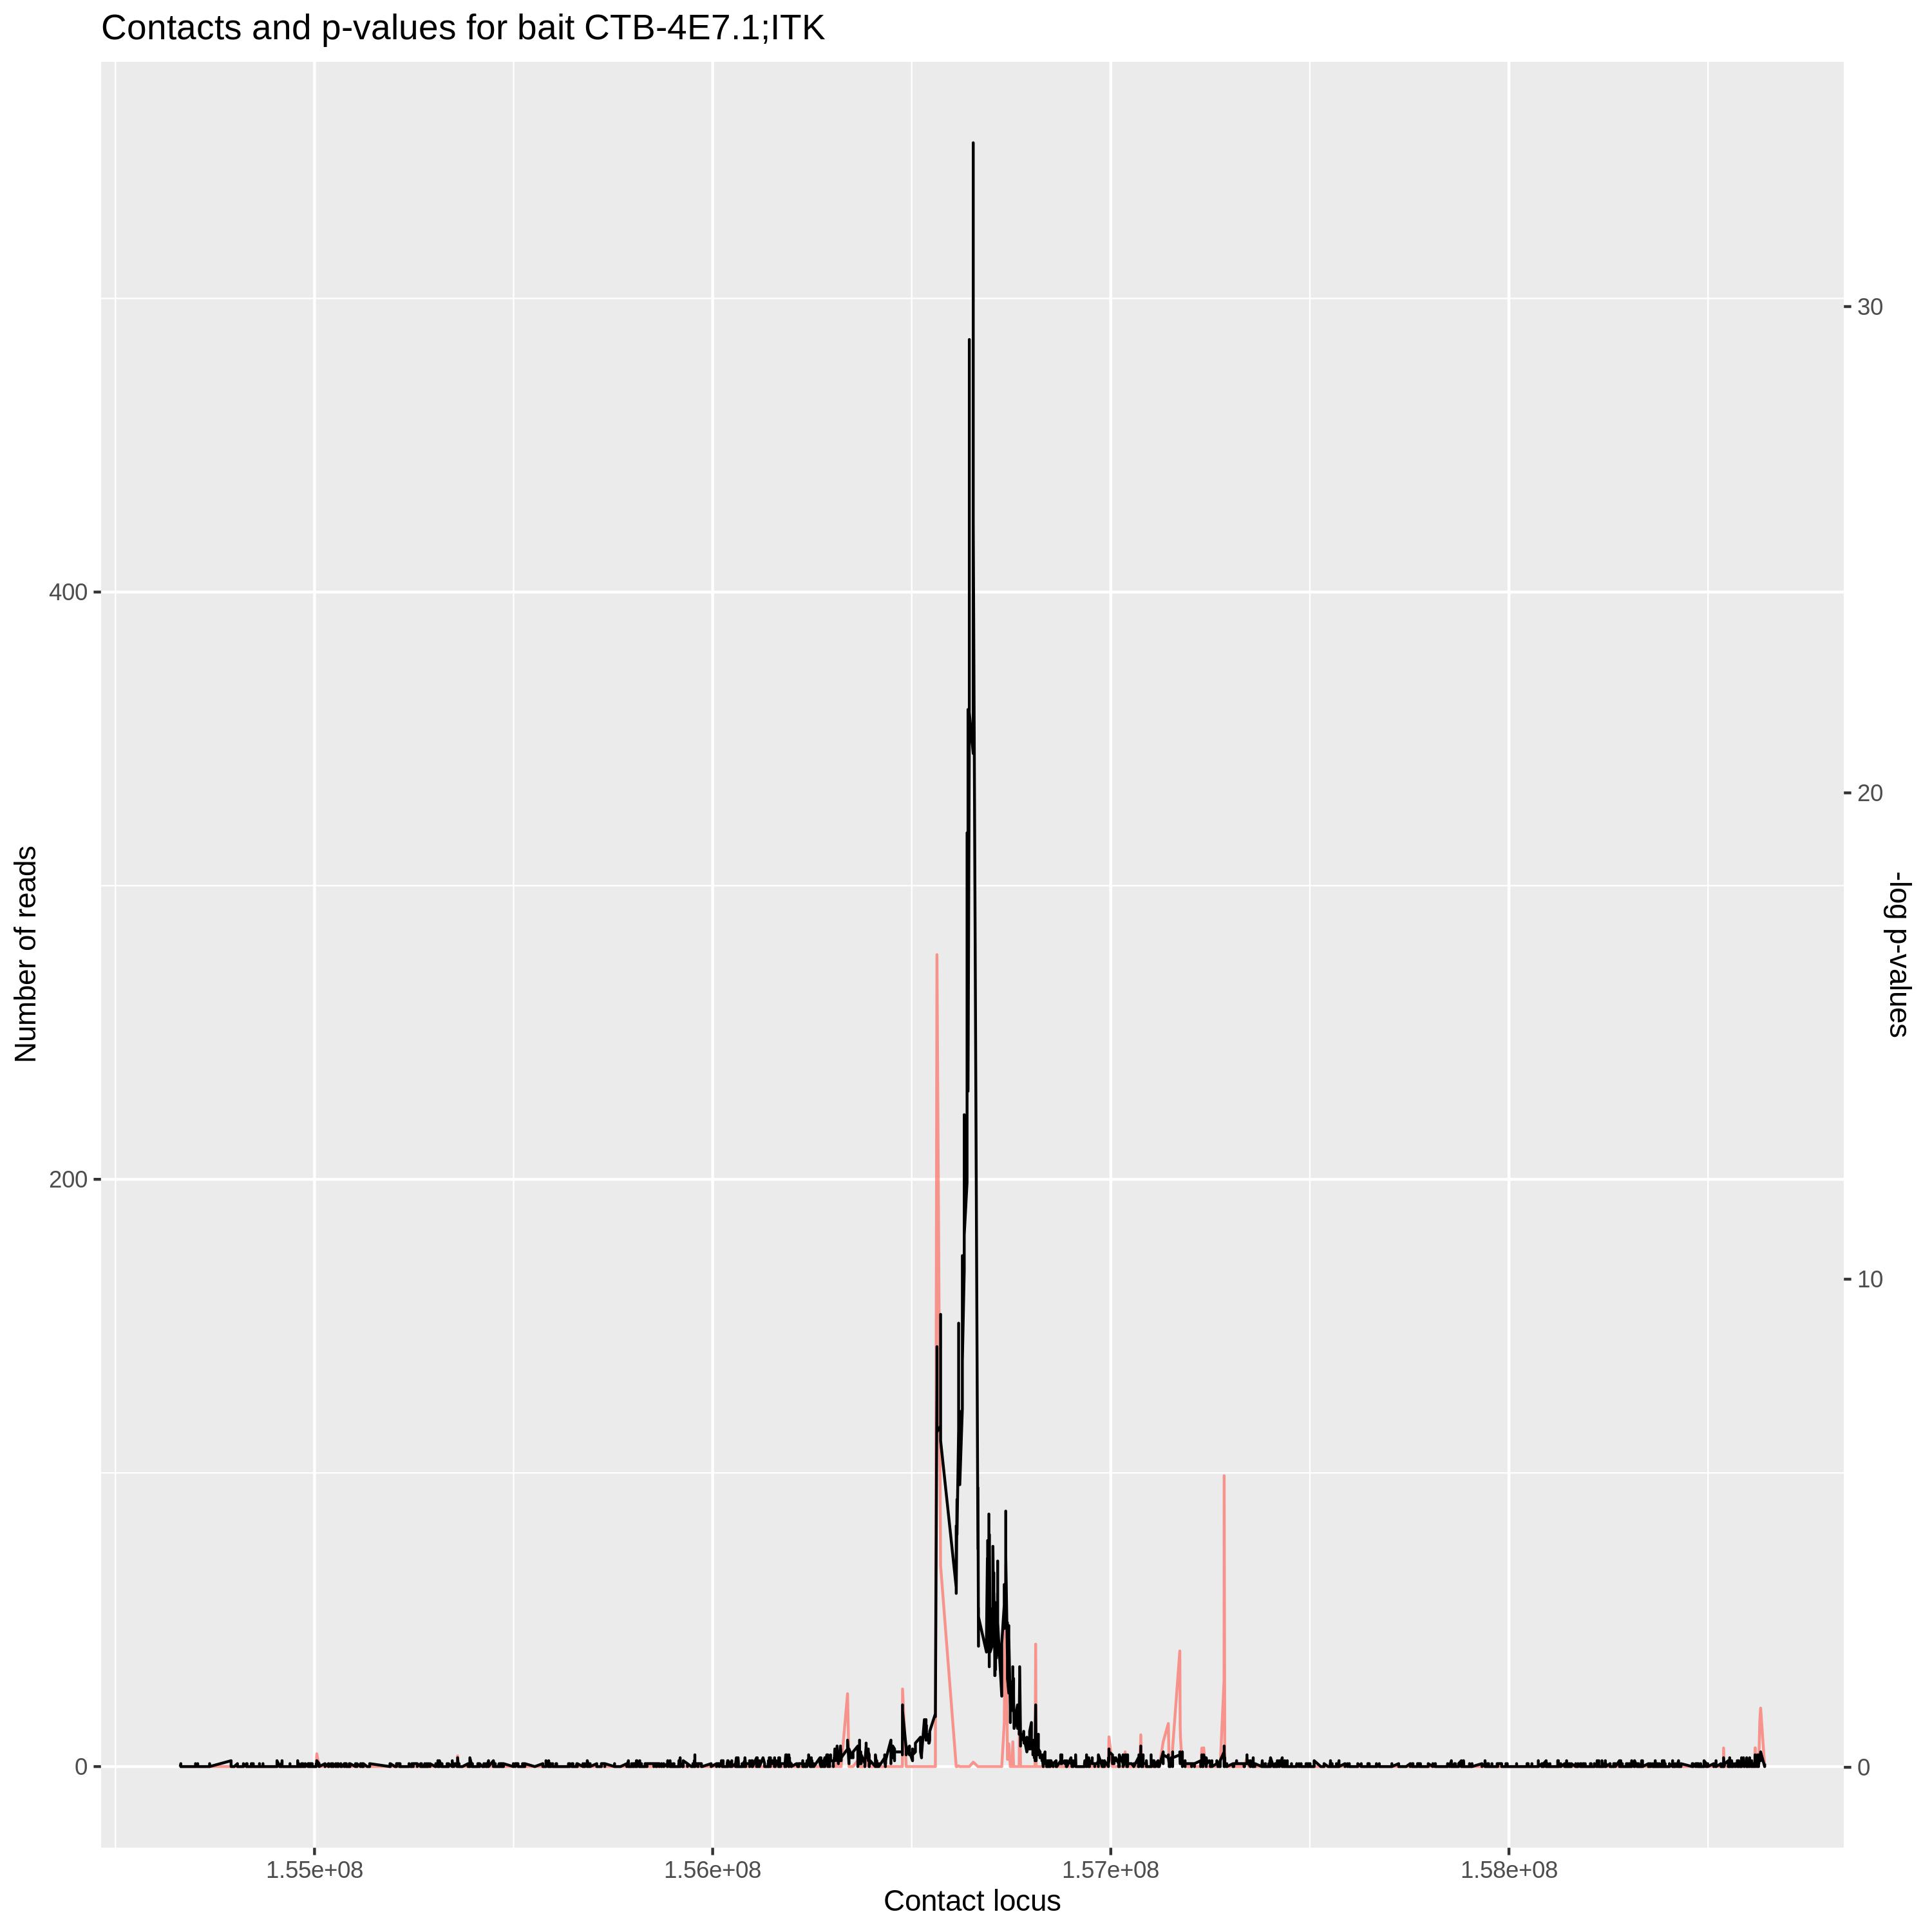 Contacts and p-values for bait CTB-4E7.1;ITK
Number of reads
400
200
0
30
20
10
0
-log p-values
1.55e+08 1.56e+08 1.57e+08 1.58e+08
Contact locus